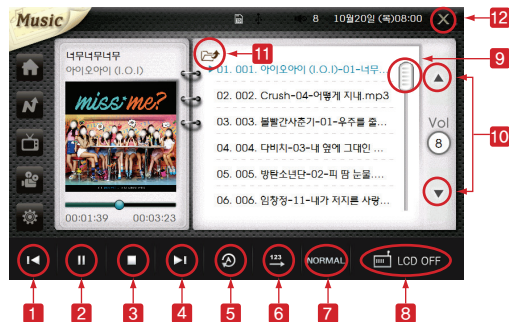 Music
8 10월20일 (목)08:00
12
너무너무너무
아이오아이 (I.O.I)
miss me?
00:01:39 00:03:23
11
9
01. 001. 아이오아이 (I.O.I)-01-너무...
02. 002. Crush-04-어떻게 지내.mp3
03. 003. 볼빨간사춘기-01-우주를 줄...
04. 004. 다비치-03-내 옆에 그대인 ...
05. 005. 방탄소년단-02-피 땀 눈물....
06. 006. 임창정-11-내가 저지른 사랑...
Vol
8
10
A
123
NORMAL
LCD OFF
1
2
3
4
5
6
7
8